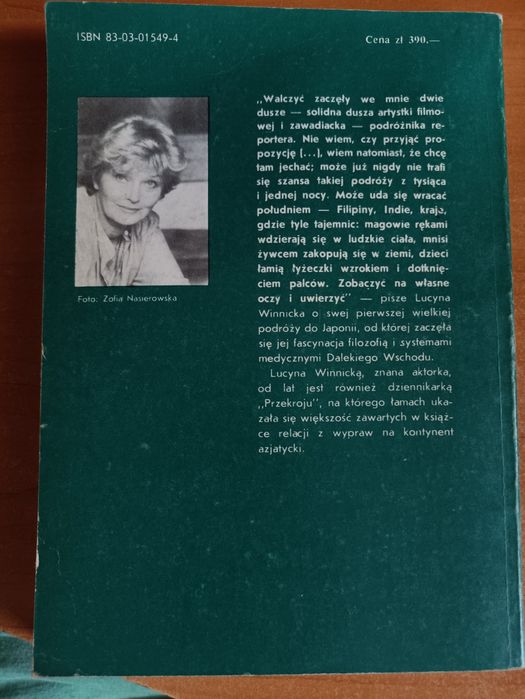 ISBN 83-03-01549-4
Cena zł 390.—
„Walczyć zaczęły we mnie dwie
dusze — solidna dusza artystki filmo-
wej i zawadiacka — podróżnika re-
portera. Nie wiem, czy przyjąć pro-
pozycję [...], wiem natomiast, że chcę
tam jechać; może już nigdy nie trafi
się szansa takiej podróży z tysiąca
i jednej nocy. Może uda się wracać
południem — Filipiny, Indie, kraje,
gdzie tyle tajemnic: magowie rękami
wdzierają się w ludzkie ciała, mnisi
żywcem zakopują się w ziemi, dzieci
łamią łyżeczki wzrokiem i dotknię-
ciem palców. Zobaczyć na własne
oczy i uwierzyć" — pisze Lucyna
Winnicka o swej pierwszej wielkiej
podróży do Japonii, od której zaczęła
się jej fascynacja filozofią i systemami
medycznymi Dalekiego Wschodu.
Lucyna Winnicka, znana aktorka,
od lat jest również dziennikarką
„Przekroju", na którego łamach uka-
zała się większość zawartych w książ-
ce relacji z wypraw na kontynent
azjatycki.
Foto: Zofia Nasierowska